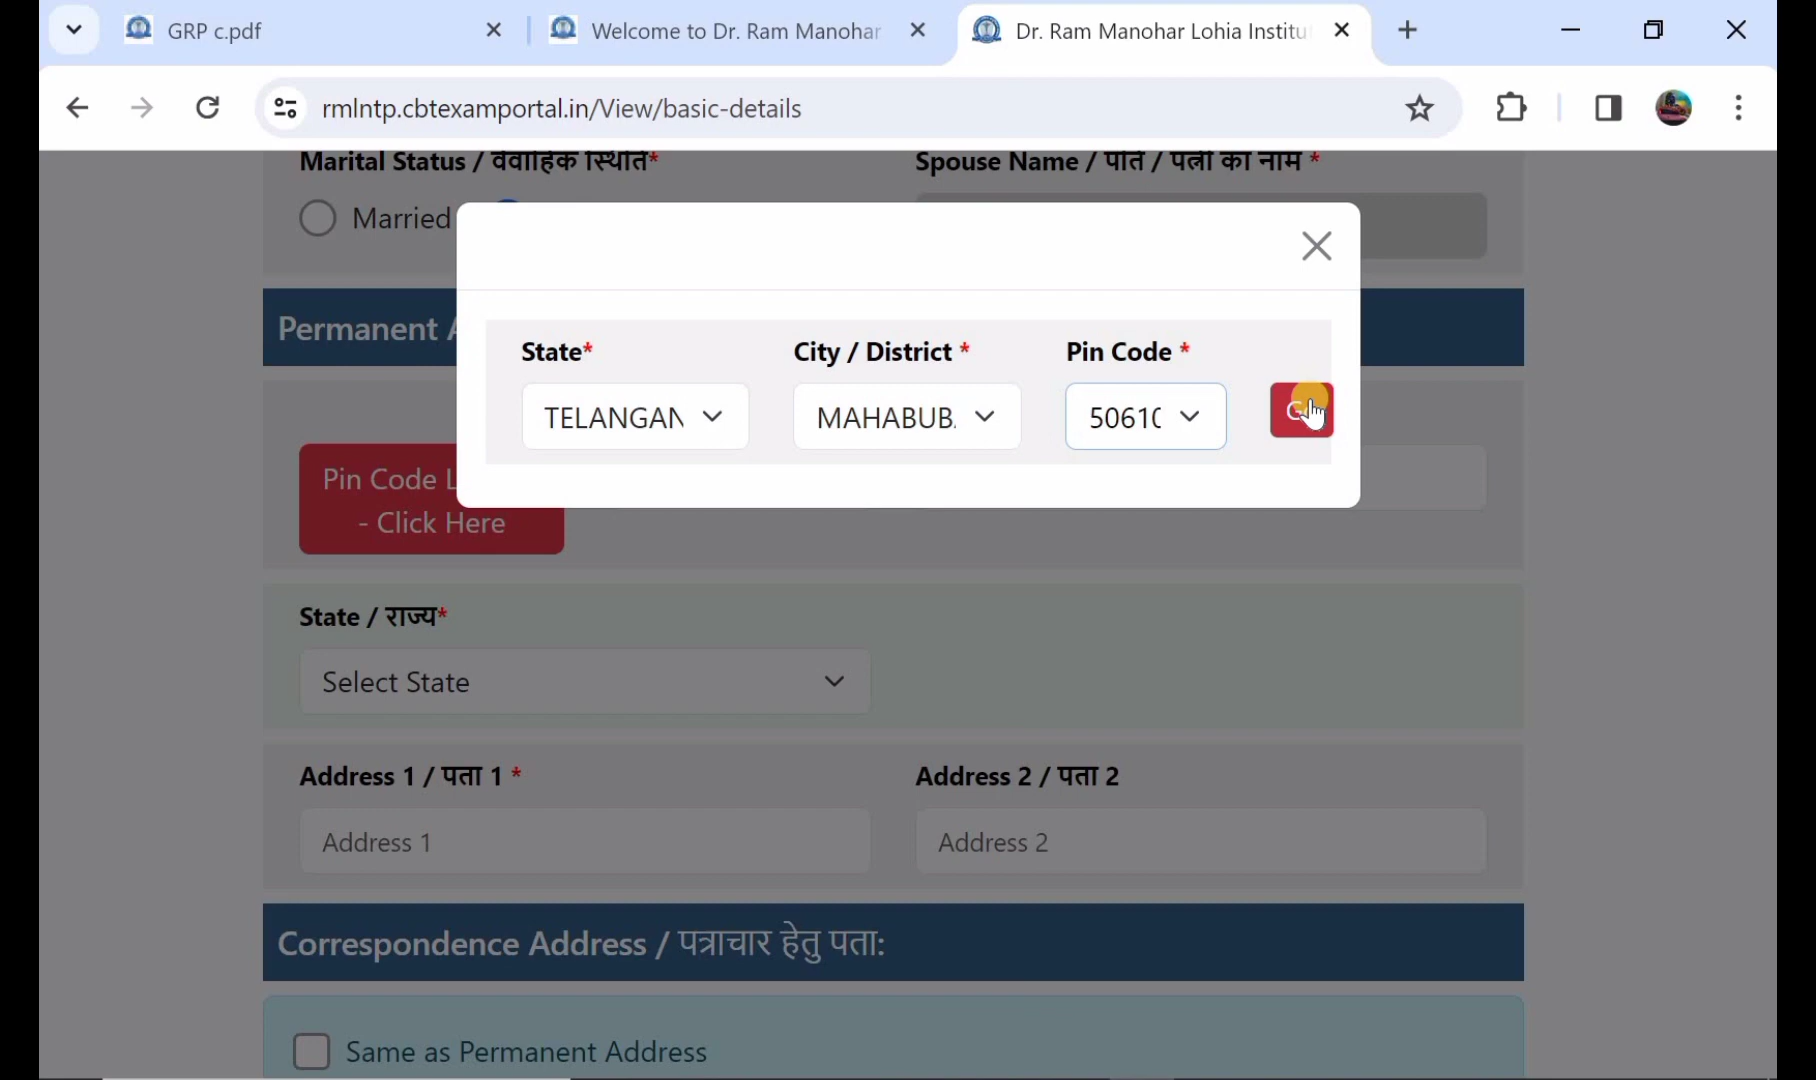 GRP c.pdf
Welcome to Dr. Ram Manohar
Dr. Ram Manohar Lohia Institu
rmlntp.cbtexamportal.in/View/basic-details
Marital Status / वैवाहिक स्थिति*
Spouse Name / पति / पत्नी का नाम *
Married
Permanent A
State*
City / District *
Pin Code *
TELANGAN
MAHABUB
5061
Pin Code L
- Click Here
State / राज्य*
Select State
Address 1 / पता 1 *
Address 2 / पता 2
Address 1
Address 2
Correspondence Address / पत्राचार हेतु पता:
Same as Permanent Address